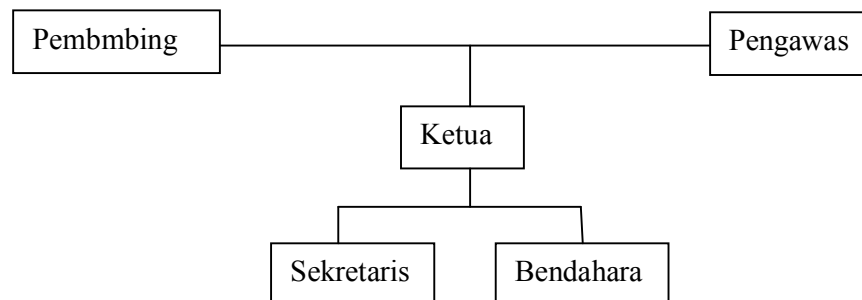 Pembmbing
Pengawas
Ketua
Sekretaris
Bendahara